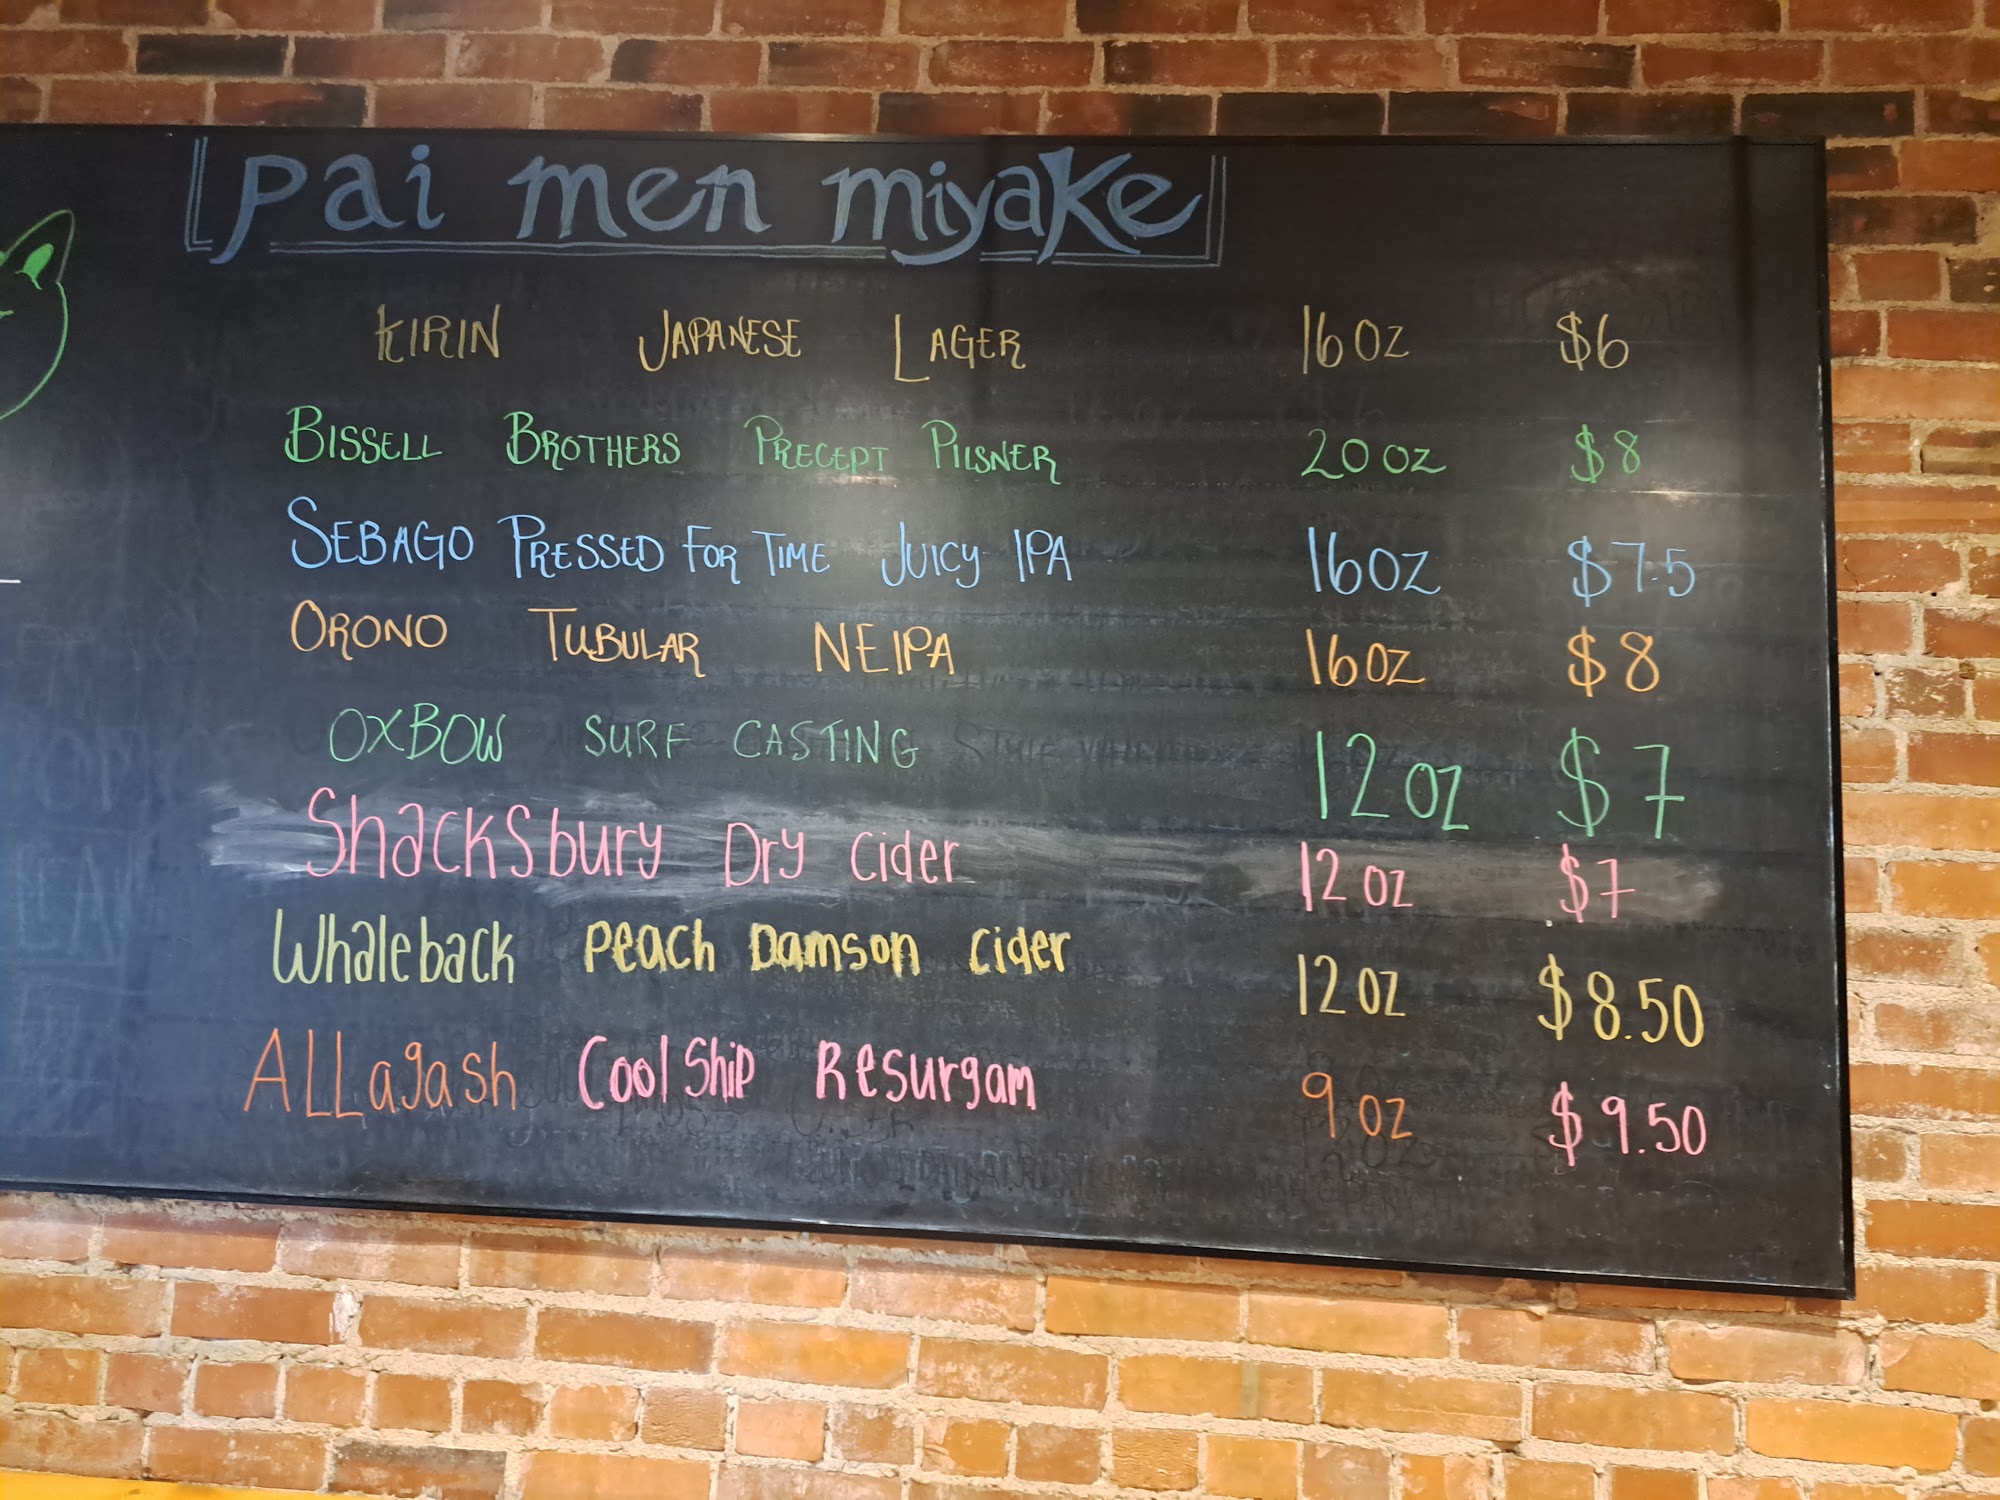 pai men miyake
KIRIN JAPANESE LAGER 16oz $6
BISSELL BROTHERS PRECEPT PILSNER 20oz $8
SEBAGO PRESSED FOR TIME JUICY IPA 16oz $7.5
ORONO TUBULAR NEIPA 16oz $8
OXBOW SURF CASTING 12oz $7
Shacksbury Dry Cider 12oz $7
Whaleback Peach Damson Cider 12oz $8.50
ALLagash CoolShip Resurgam 9oz $9.50